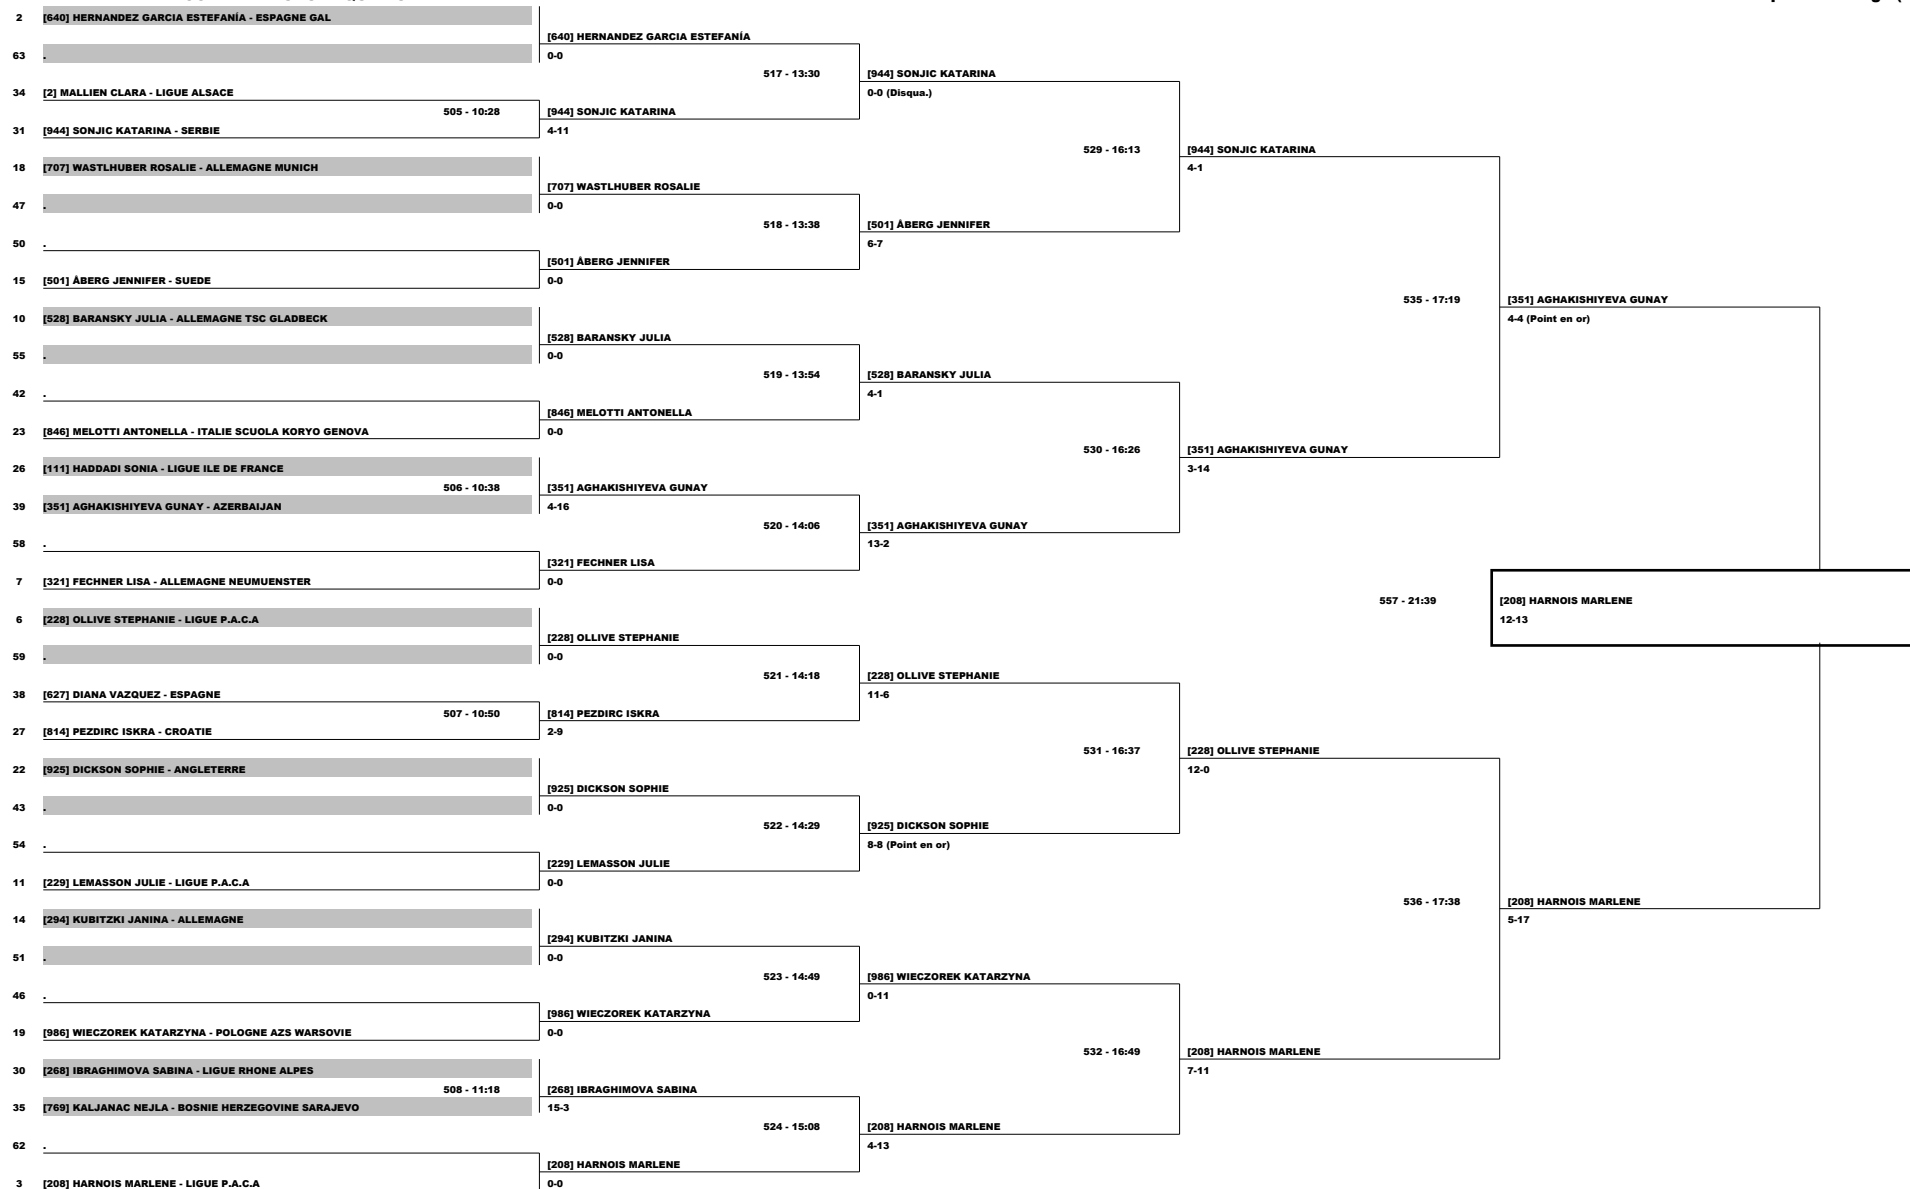 2 [640] HERNANDEZ GARCIA ESTEFANÍA - ESPAGNE GAL
[640] HERNANDEZ GARCIA ESTEFANÍA
63 .
0-0
517 - 13:30
[944] SONJIC KATARINA
34 [2] MALLIEN CLARA - LIGUE ALSACE
0-0 (Disqua.)
505 - 10:28
[944] SONJIC KATARINA
31 [944] SONJIC KATARINA - SERBIE
4-11
529 - 16:13
[944] SONJIC KATARINA
18 [707] WASTLHUBER ROSALIE - ALLEMAGNE MUNICH
4-1
[707] WASTLHUBER ROSALIE
47 .
0-0
518 - 13:38
[501] ÅBERG JENNIFER
50 .
6-7
[501] ÅBERG JENNIFER
15 [501] ÅBERG JENNIFER - SUEDE
0-0
535 - 17:19
[351] AGHAKISHIYEVA GUNAY
10 [528] BARANSKY JULIA - ALLEMAGNE TSC GLADBECK
4-4 (Point en or)
[528] BARANSKY JULIA
55 .
0-0
519 - 13:54
[528] BARANSKY JULIA
42 .
4-1
[846] MELOTTI ANTONELLA
23 [846] MELOTTI ANTONELLA - ITALIE SCUOLA KORYO GENOVA
0-0
530 - 16:26
[351] AGHAKISHIYEVA GUNAY
26 [111] HADDADI SONIA - LIGUE ILE DE FRANCE
3-14
506 - 10:38
[351] AGHAKISHIYEVA GUNAY
39 [351] AGHAKISHIYEVA GUNAY - AZERBAIJAN
4-16
520 - 14:06
[351] AGHAKISHIYEVA GUNAY
58 .
13-2
[321] FECHNER LISA
7 [321] FECHNER LISA - ALLEMAGNE NEUMUENSTER
0-0
557 - 21:39
[208] HARNOIS MARLENE
6 [228] OLLIVE STEPHANIE - LIGUE P.A.C.A
12-13
[228] OLLIVE STEPHANIE
59 .
0-0
521 - 14:18
[228] OLLIVE STEPHANIE
38 [627] DIANA VAZQUEZ - ESPAGNE
11-6
507 - 10:50
[814] PEZDIRC ISKRA
27 [814] PEZDIRC ISKRA - CROATIE
2-9
531 - 16:37
[228] OLLIVE STEPHANIE
22 [925] DICKSON SOPHIE - ANGLETERRE
12-0
[925] DICKSON SOPHIE
43 .
0-0
522 - 14:29
[925] DICKSON SOPHIE
54 .
8-8 (Point en or)
[229] LEMASSON JULIE
11 [229] LEMASSON JULIE - LIGUE P.A.C.A
0-0
536 - 17:38
[208] HARNOIS MARLENE
14 [294] KUBITZKI JANINA - ALLEMAGNE
5-17
[294] KUBITZKI JANINA
51 .
0-0
523 - 14:49
[986] WIECZOREK KATARZYNA
46 .
0-11
[986] WIECZOREK KATARZYNA
19 [986] WIECZOREK KATARZYNA - POLOGNE AZS WARSOVIE
0-0
532 - 16:49
[208] HARNOIS MARLENE
30 [268] IBRAGHIMOVA SABINA - LIGUE RHONE ALPES
7-11
508 - 11:18
[268] IBRAGHIMOVA SABINA
35 [769] KALJANAC NEJLA - BOSNIE HERZEGOVINE SARAJEVO
15-3
524 - 15:08
[208] HARNOIS MARLENE
62 .
4-13
[208] HARNOIS MARLENE
3 [208] HARNOIS MARLENE - LIGUE P.A.C.A
0-0